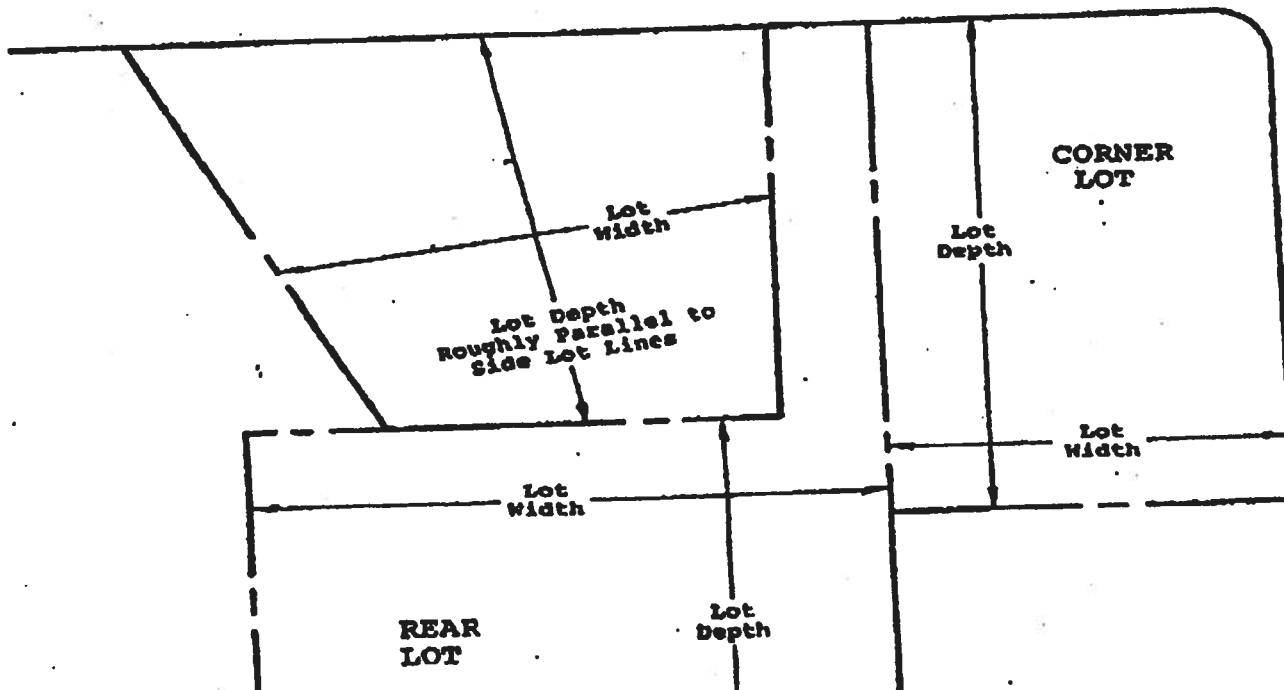 CORNER
LOT
Lot
Width
Lot
Depth
Lot Depth
Roughly Parallel to
Side Lot Lines
Lot
Width
Lot
Width
Lot
Depth
REAR
LOT